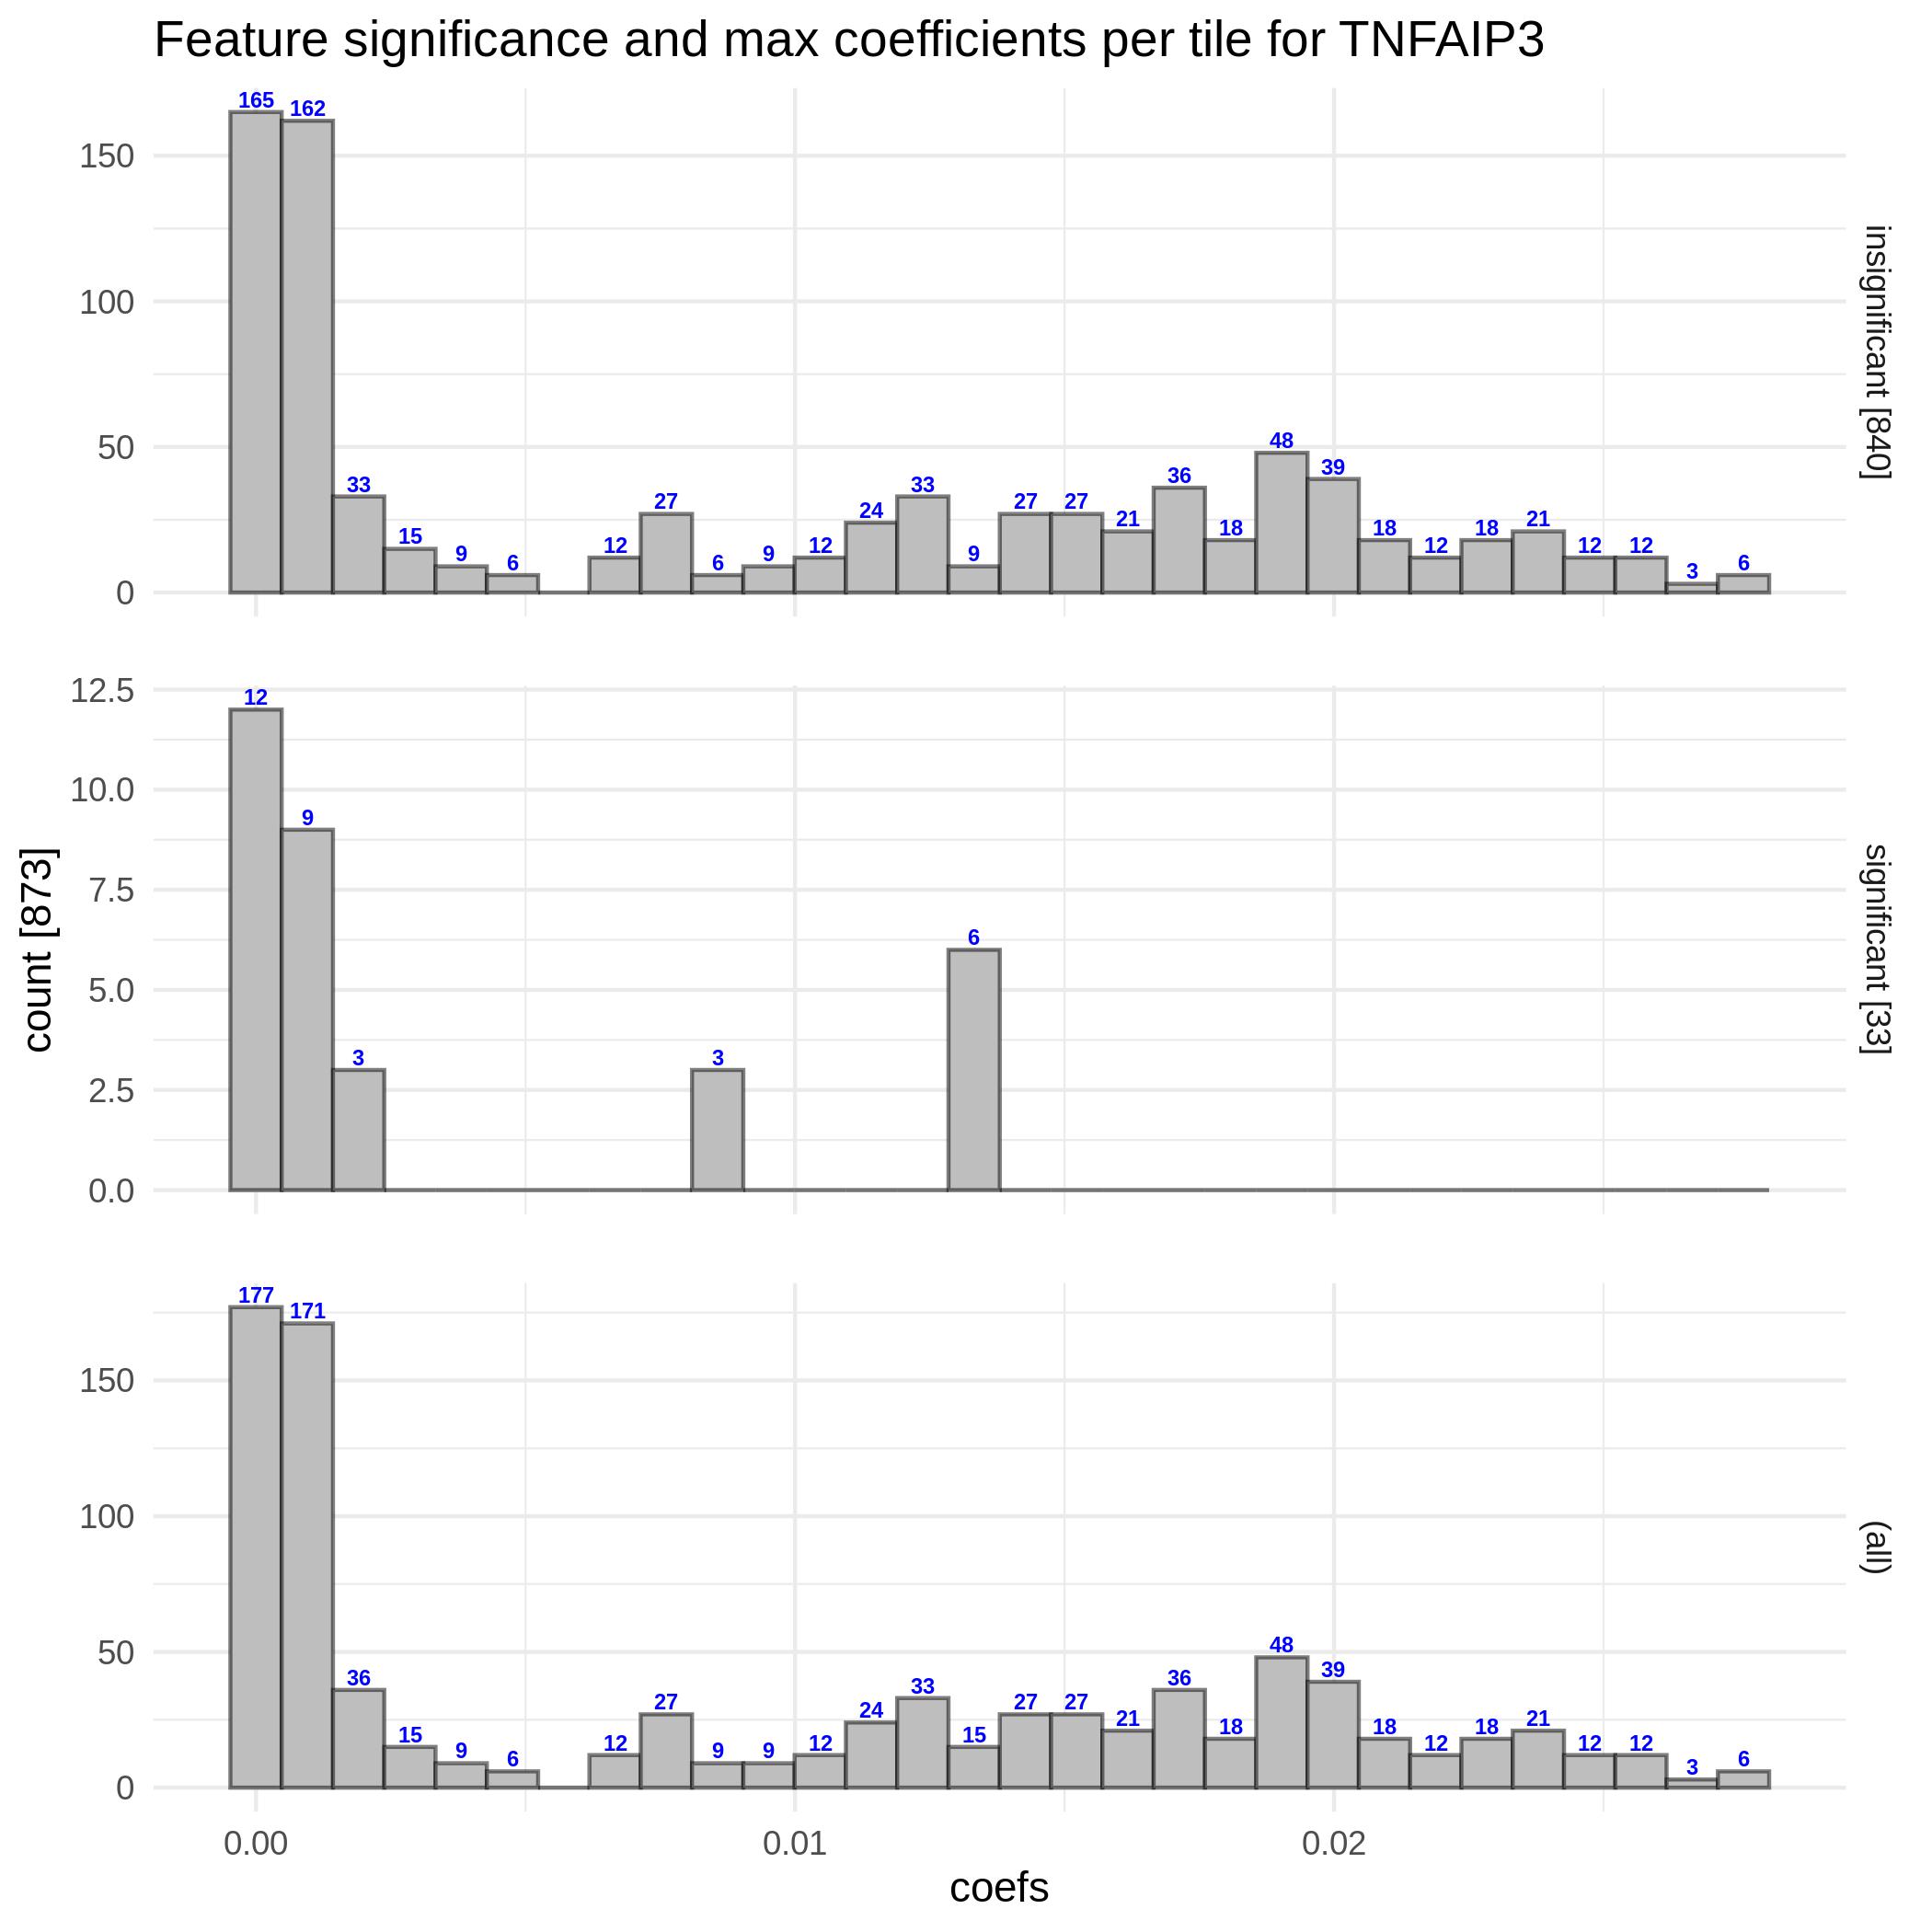 Feature significance and max coefficients per tile for TNFAIP3
165 162 33 15 9 6 12 27 6 9 12 24 33 9 27 27 21 36 18 48 39 18 12 18 21 12 12 3 6
150
100
50
0
insignificant [840]
12 9 3 3 6
12.5
10.0
7.5
5.0
2.5
0.0
significant [33]
count [873]
177 171 36 15 9 6 12 27 9 9 12 24 33 15 27 27 21 36 18 48 39 18 12 18 21 12 12 3 6
150
100
50
0
(all)
0.00 0.01 0.02
coefs